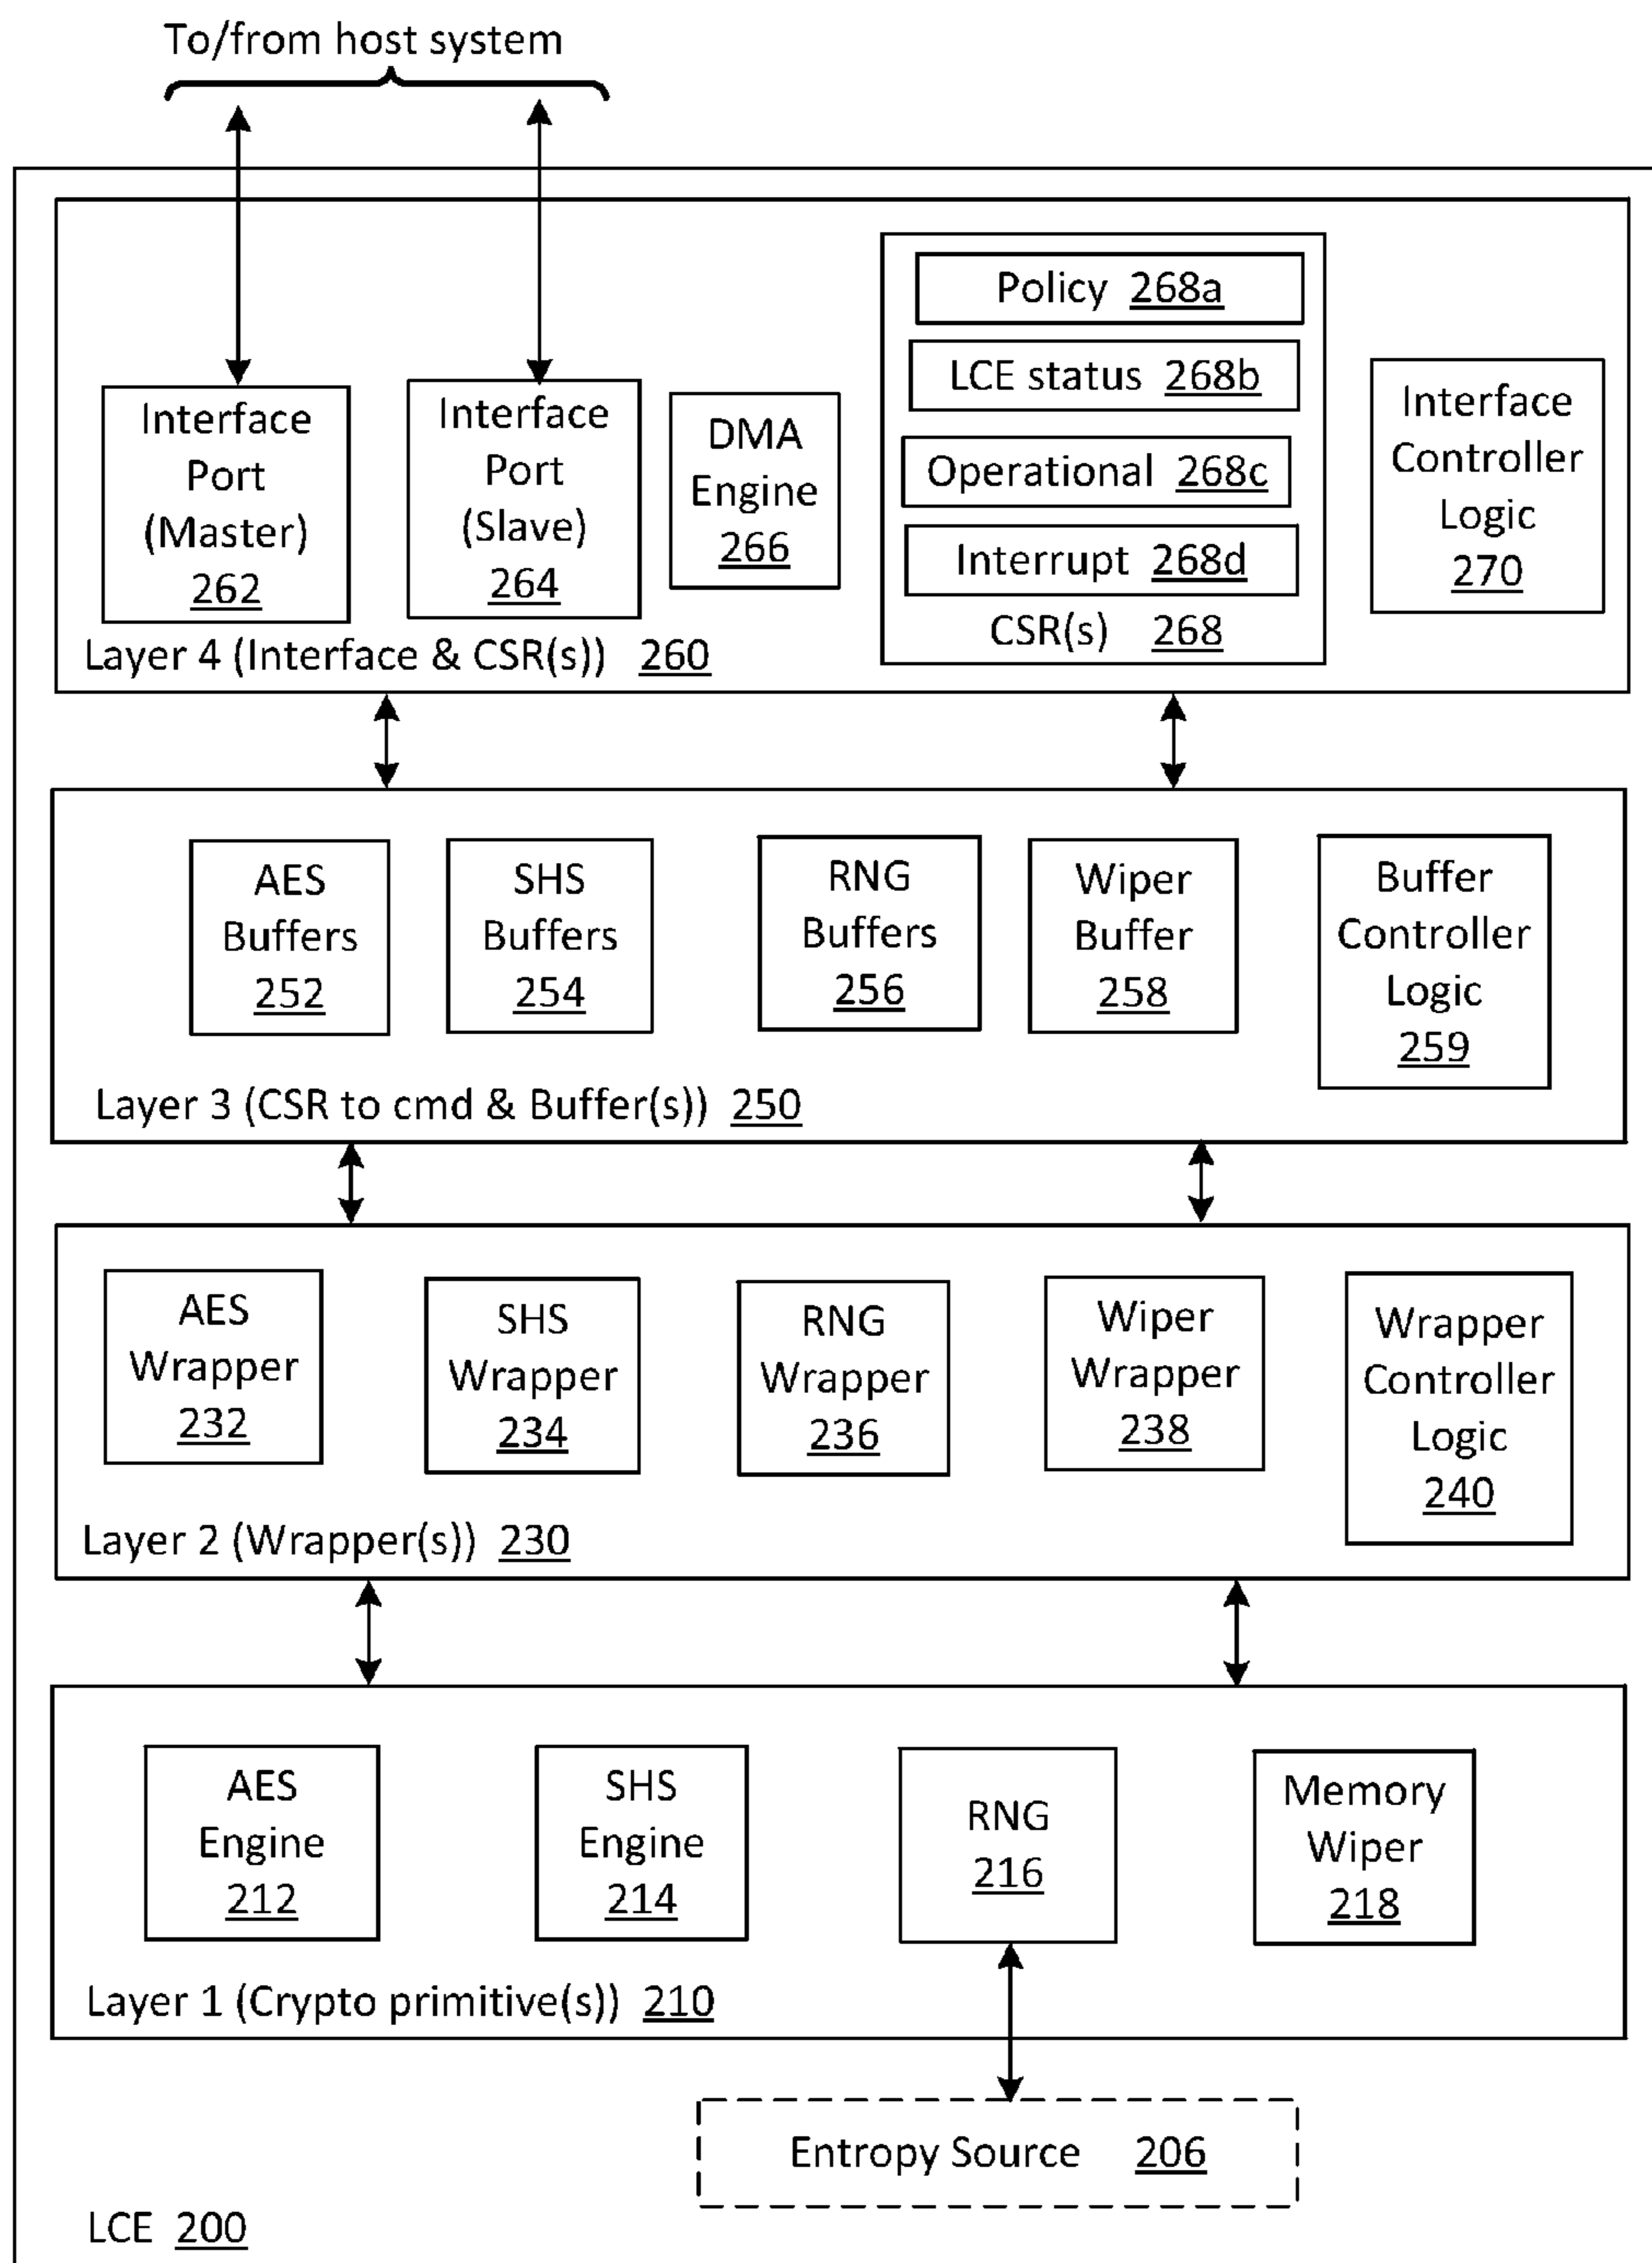 To/from host system
Policy 268a
LCE status 268b
Operational 268c
Interrupt 268d
CSR(s) 268
Interface
Port
(Master)
262
Interface
Port
(Slave)
264
DMA
Engine
266
Interface
Controller
Logic
270
Layer 4 (Interface & CSR(s)) 260
AES
Buffers
252
SHS
Buffers
254
RNG
Buffers
256
Wiper
Buffer
258
Buffer
Controller
Logic
259
Layer 3 (CSR to cmd & Buffer(s)) 250
AES
Wrapper
232
SHS
Wrapper
234
RNG
Wrapper
236
Wiper
Wrapper
238
Wrapper
Controller
Logic
240
Layer 2 (Wrapper(s)) 230
AES
Engine
212
SHS
Engine
214
RNG
216
Memory
Wiper
218
Layer 1 (Crypto primitive(s)) 210
Entropy Source 206
LCE 200